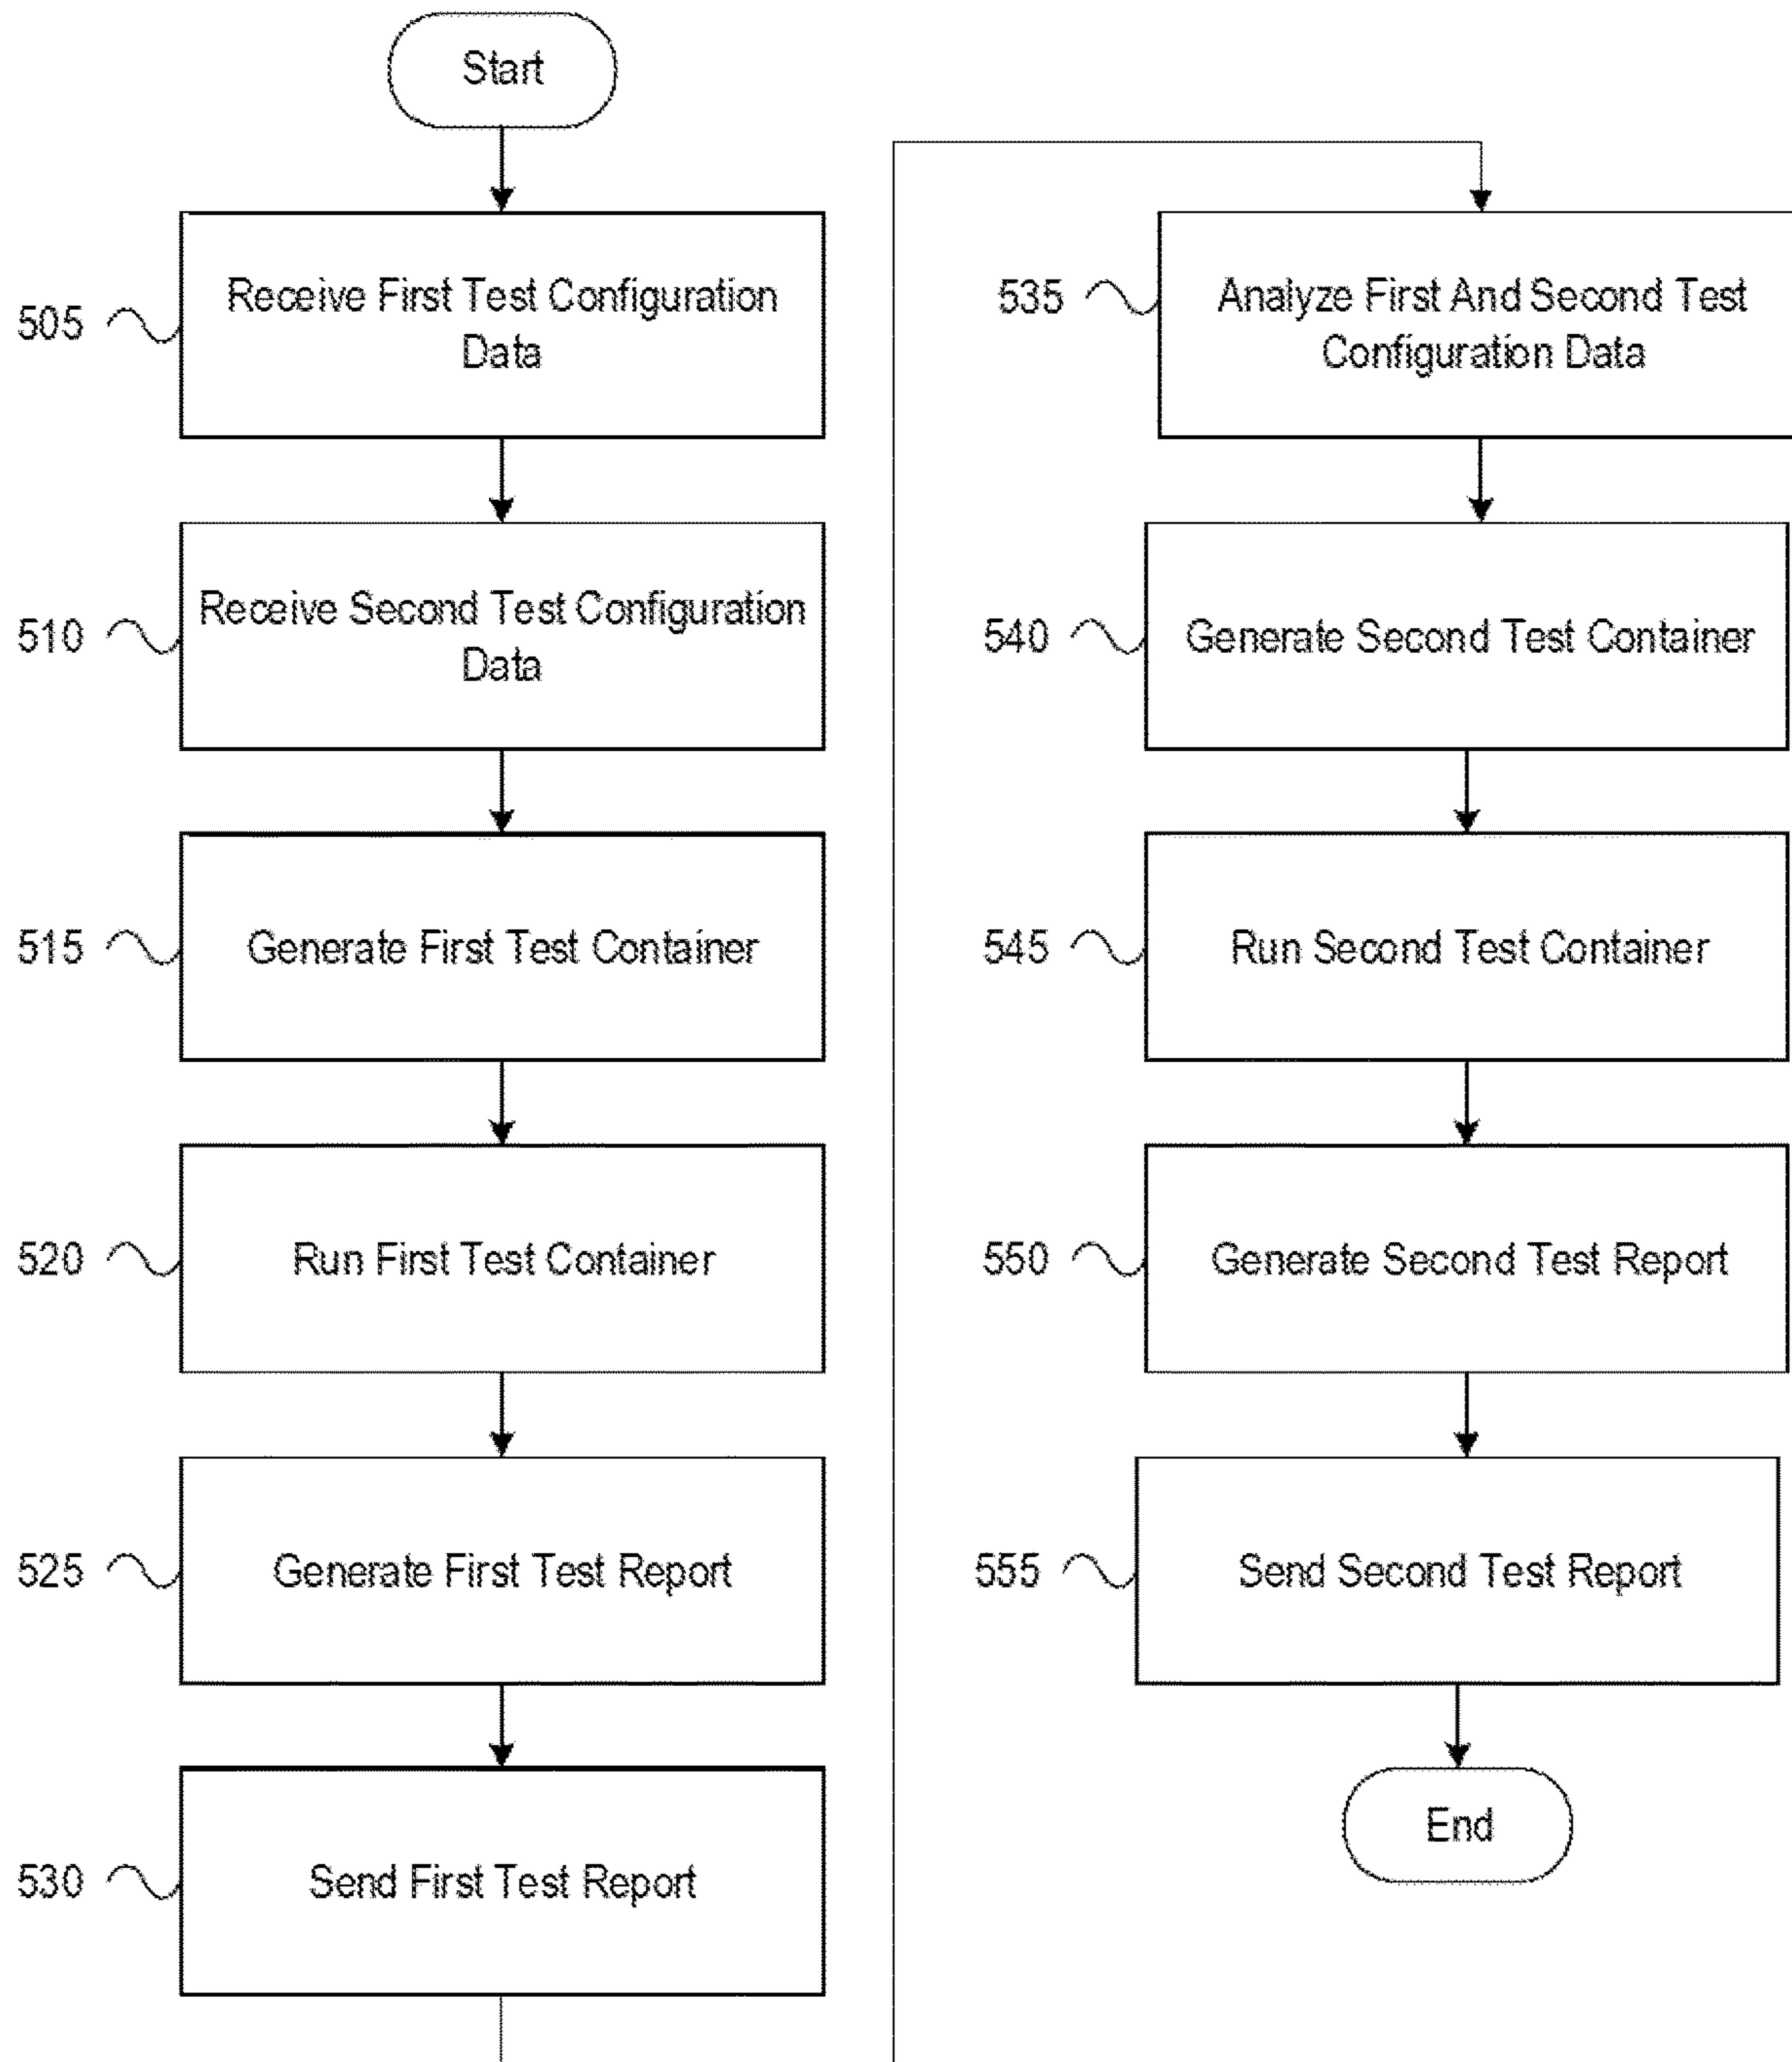 Start
505
Receive First Test Configuration
Data
510
Receive Second Test Configuration
Data
515
Generate First Test Container
520
Run First Test Container
525
Generate First Test Report
530
Send First Test Report
535
Analyze First And Second Test
Configuration Data
540
Generate Second Test Container
545
Run Second Test Container
550
Generate Second Test Report
555
Send Second Test Report
End